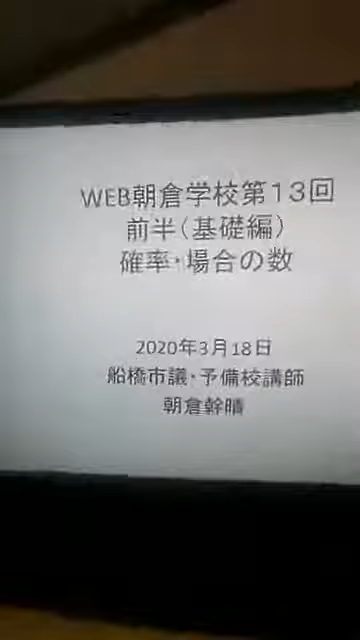 WEB朝倉学校第13回
前半(基礎編)
確率・場合の数
2020年3月18日
船橋市議・予備校講師
朝倉幹晴